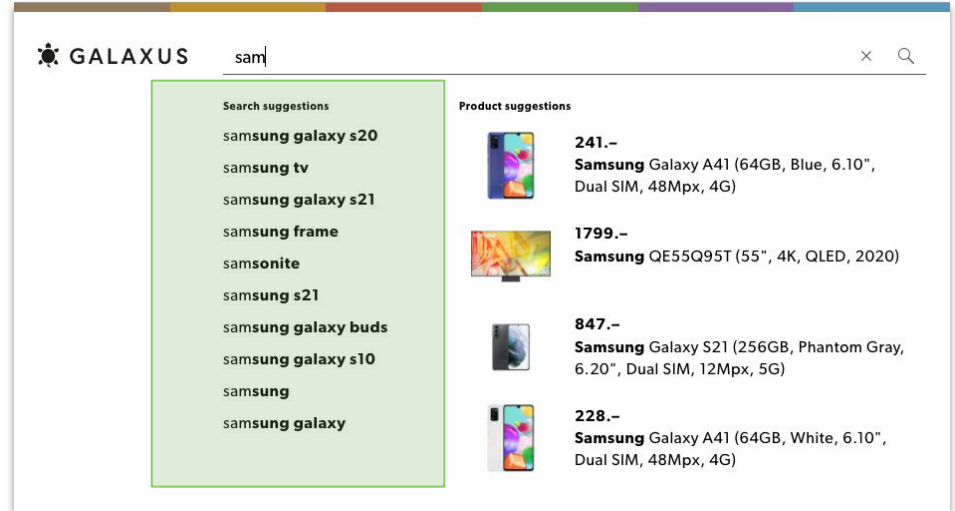 GALAXUS
sam
Search suggestions
samsung galaxy s20
samsung tv
samsung galaxy s21
samsung frame
samsonite
samsung s21
samsung galaxy buds
samsung galaxy s10
samsung
samsung galaxy
Product suggestions
241.–
Samsung Galaxy A41 (64GB, Blue, 6.10",
Dual SIM, 48Mpx, 4G)
1799.–
Samsung QE55Q95T (55", 4K, QLED, 2020)
847.–
Samsung Galaxy S21 (256GB, Phantom Gray,
6.20", Dual SIM, 12Mpx, 5G)
228.–
Samsung Galaxy A41 (64GB, White, 6.10",
Dual SIM, 48Mpx, 4G)